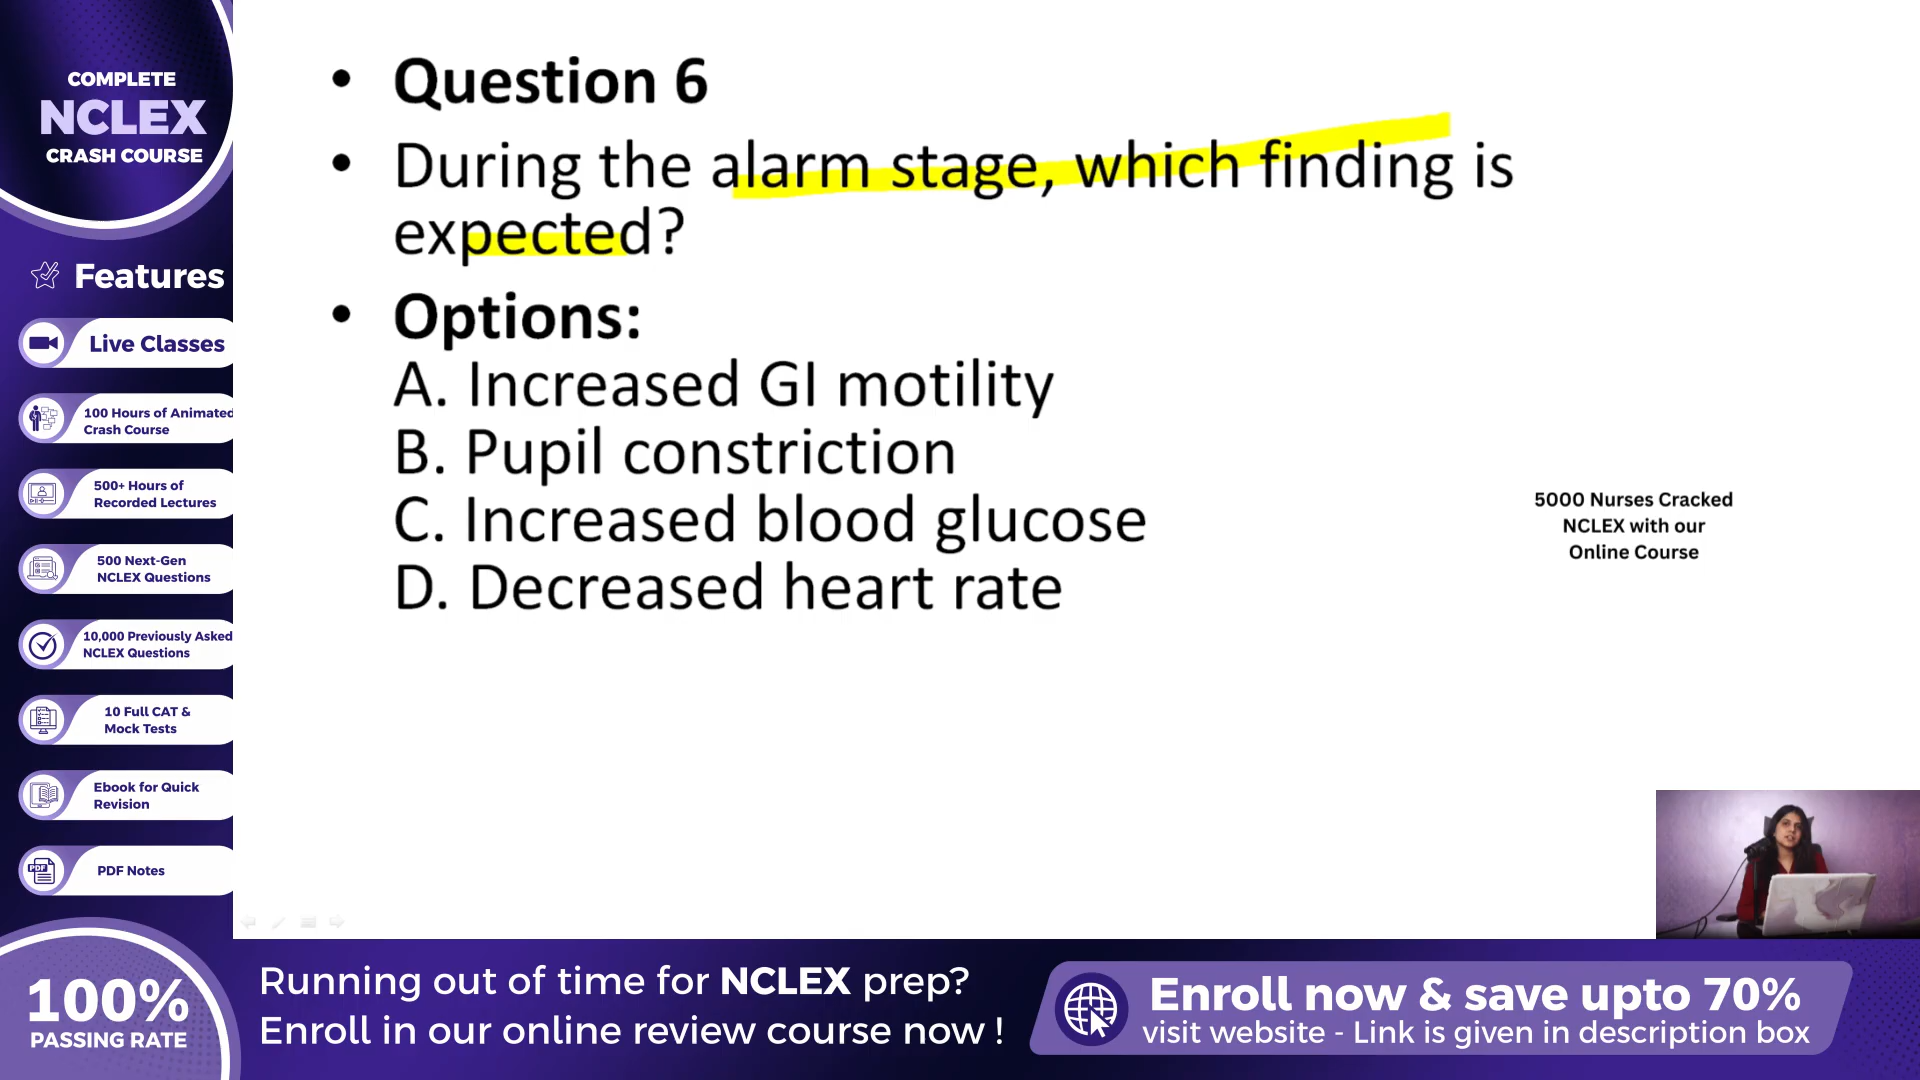 COMPLETE
NCLEX
CRASH COURSE
Features
Live Classes
100 Hours of Animated
Crash Course
500+ Hours of
Recorded Lectures
500 Next-Gen
NCLEX Questions
10,000 Previously Asked
NCLEX Questions
10 Full CAT &
Mock Tests
Ebook for Quick
Revision
PDF
PDF Notes
100%
PASSING RATE
• Question 6
• During the alarm stage, which finding is
expected?
• Options:
A. Increased GI motility
B. Pupil constriction
C. Increased blood glucose
D. Decreased heart rate
5000 Nurses Cracked
NCLEX with our
Online Course
Running out of time for NCLEX prep?
Enroll in our online review course now !
Enroll now & save upto 70%
visit website - Link is given in description box